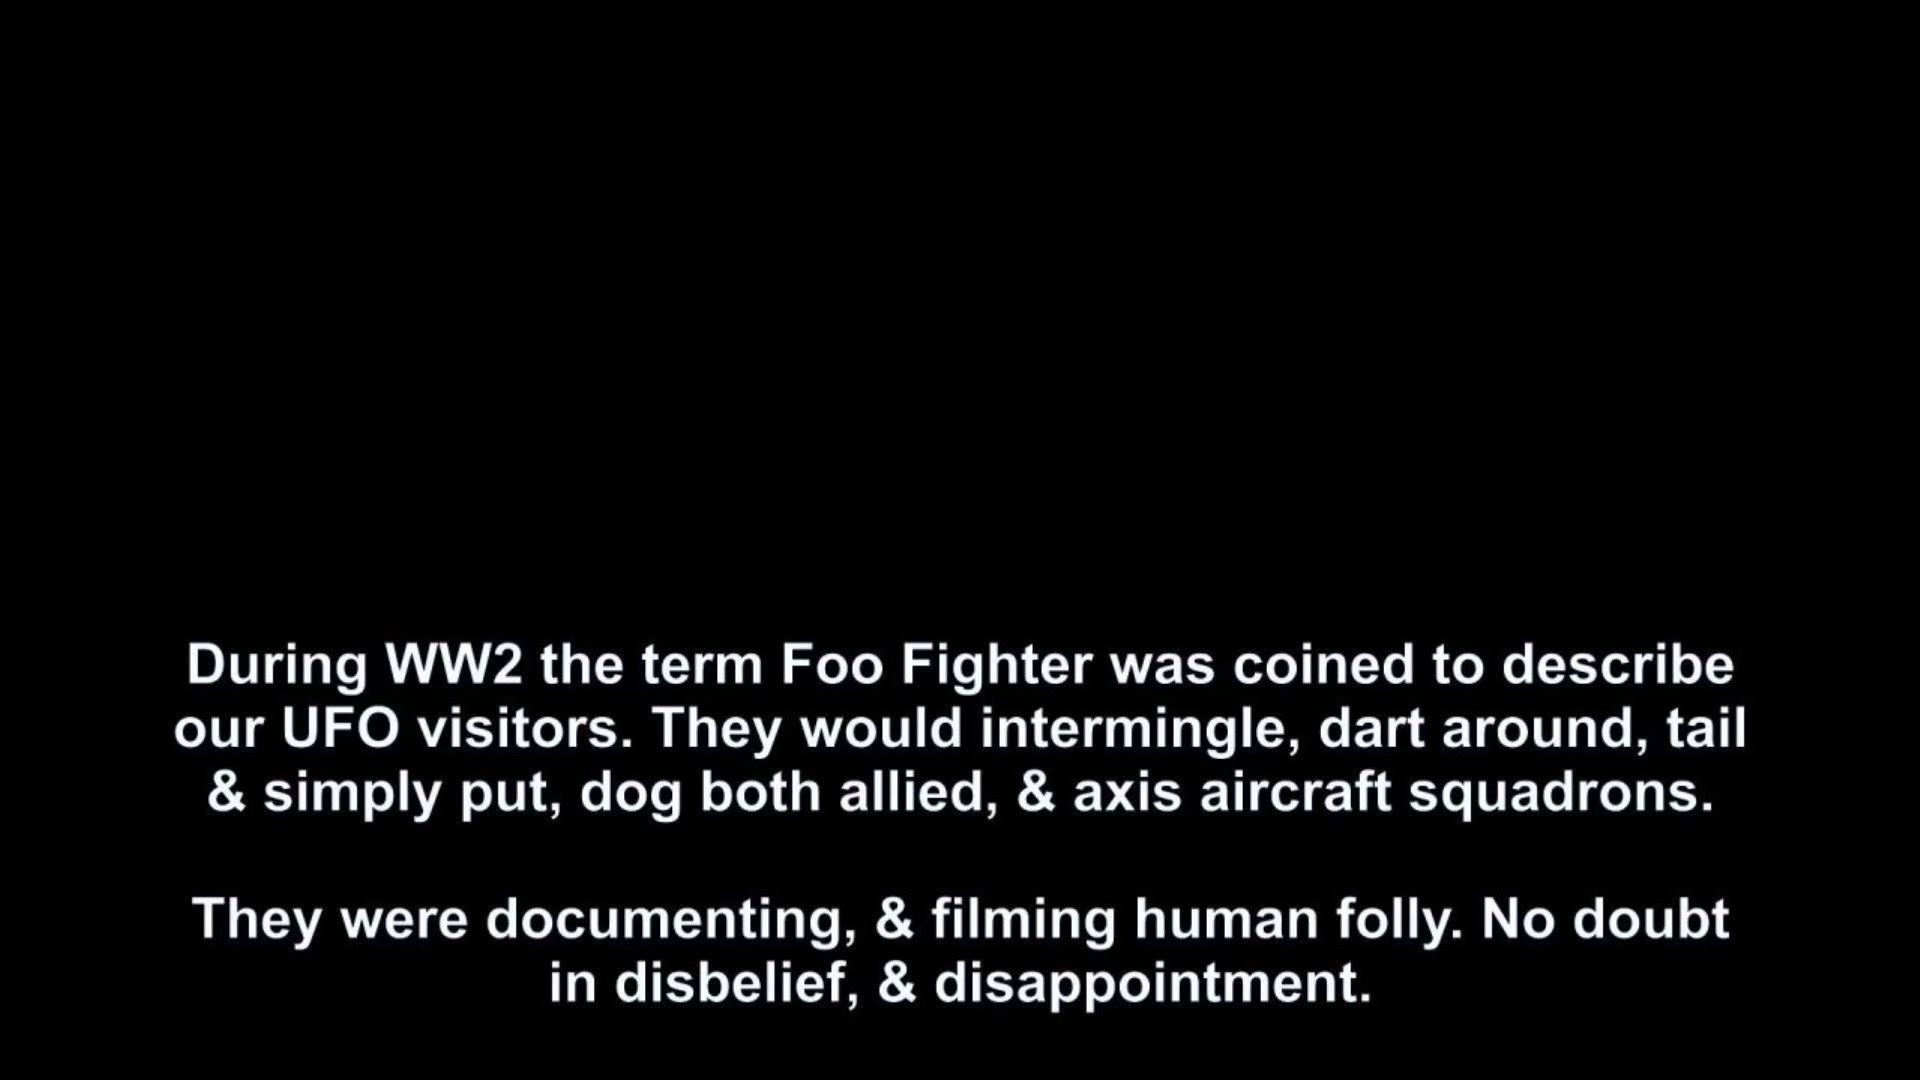 During WW2 the term Foo Fighter was coined to describe
our UFO visitors. They would intermingle, dart around, tail
& simply put, dog both allied, & axis aircraft squadrons.
They were documenting, & filming human folly. No doubt
in disbelief, & disappointment.